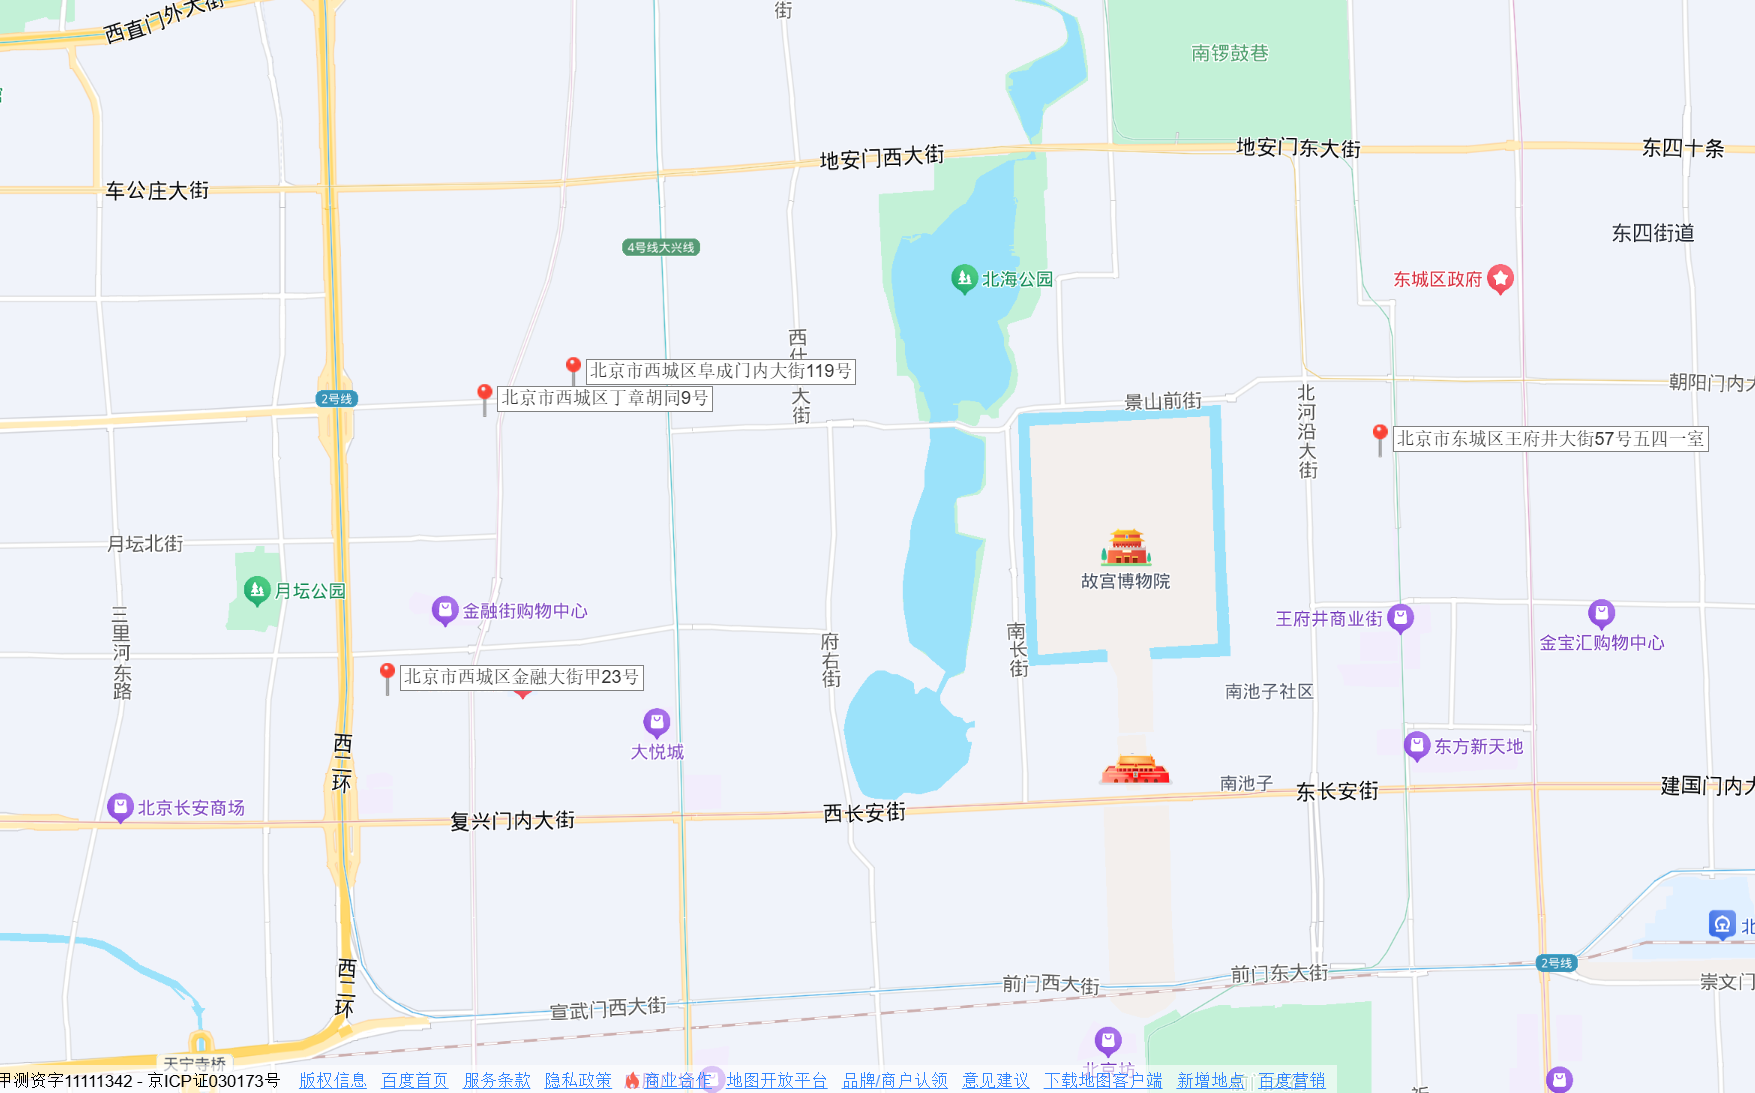 西直门外大街
街
南锣鼓巷
地安门西大街
地安门东大街
东四十条
车公庄大街
东四街道
4号线大兴线
北海公园
东城区政府
西什
大街
北京市西城区阜成门内大街119号
朝阳门内大
2号线
北京市西城区丁章胡同9号
景山前街
北河沿大街
北京市东城区王府井大街57号五四一室
月坛北街
故宫博物院
月坛公园
金融街购物中心
王府井商业街
金宝汇购物中心
三里河东路
府右街
南长街
北京市西城区金融大街甲23号
南池子社区
大悦城
东方新天地
西二环
南池子
东长安街
建国门内大
北京长安商场
复兴门内大街
西长安街
北
2号线
西二环
前门西大街
前门东大街
崇文门
宣武门西大街
天宁寺桥
北京坊
甲测资字11111342 - 京ICP证030173号 版权信息 百度首页 服务条款 隐私政策 商业合作 地图开放平台 品牌/商户认领 意见建议 下载地图客户端 新增地点 百度营销